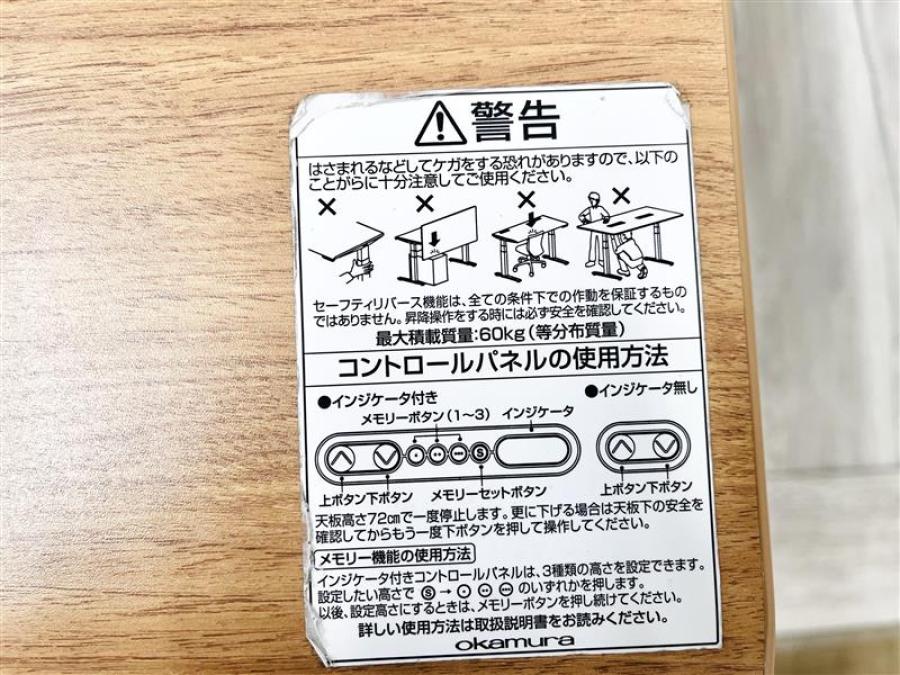 警告
はさまれるなどしてケガをする恐れがありますので、以下の
ことがらに十分注意してご使用ください。
セーフティリバース機能は、全ての条件下での作動を保証するもの
ではありません。昇降操作をする時には必ず安全を確認してください。
最大積載質量:60kg(等分布質量)
コントロールパネルの使用方法
●インジケータ付き
●インジケータ無し
メモリーボタン(1～3) インジケータ
S
上ボタン下ボタン メモリーセットボタン
上ボタン下ボタン
天板高さ72㎝で一度停止します。更に下げる場合は天板下の安全を
確認してからもう一度下ボタンを押して操作してください。
メモリー機能の使用方法
インジケータ付きコントロールパネルは、3種類の高さを設定できます。
設定したい高さで Ⓢ → ⊙ ⊙ ⊙ のいずれかを押します。
以後、設定高さにするときは、メモリーボタンを押し続けてください。
詳しい使用方法は取扱説明書をお読みください。
okamura